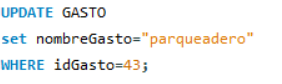 UPDATE GASTO
set nombreGasto="parqueadero"
WHERE idGasto=43;